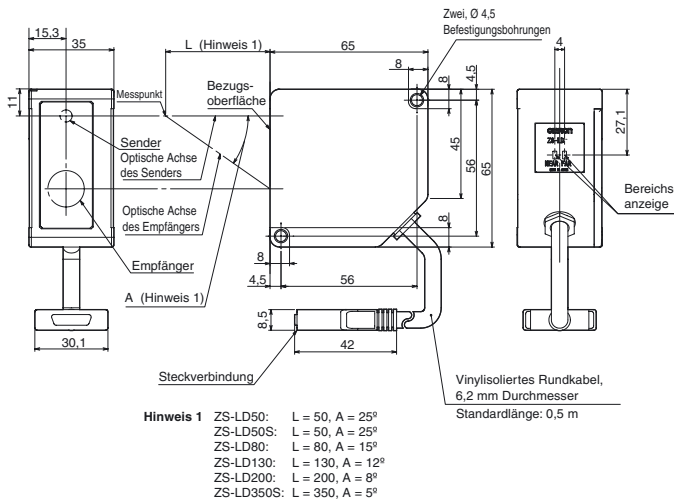 15,3
35
11
L (Hinweis 1)
Messpunkt
Bezugs-
oberfläche
Sender
Optische Achse
des Senders
Optische Achse
des Empfängers
Empfänger
A (Hinweis 1)
30,1
65
Zwei, Ø 4,5
Befestigungsbohrungen
8
8
4,5
45
56
65
8
8
4,5
56
8,5
42
Steckverbindung
Vinylisoliertes Rundkabel,
6,2 mm Durchmesser
Standardlänge: 0,5 m
4
27,1
NEAR FAR
Bereichs
anzeige
Hinweis 1 ZS-LD50: L = 50, A = 25º
ZS-LD50S: L = 50, A = 25º
ZS-LD80: L = 80, A = 15º
ZS-LD130: L = 130, A = 12º
ZS-LD200: L = 200, A = 8º
ZS-LD350S: L = 350, A = 5º